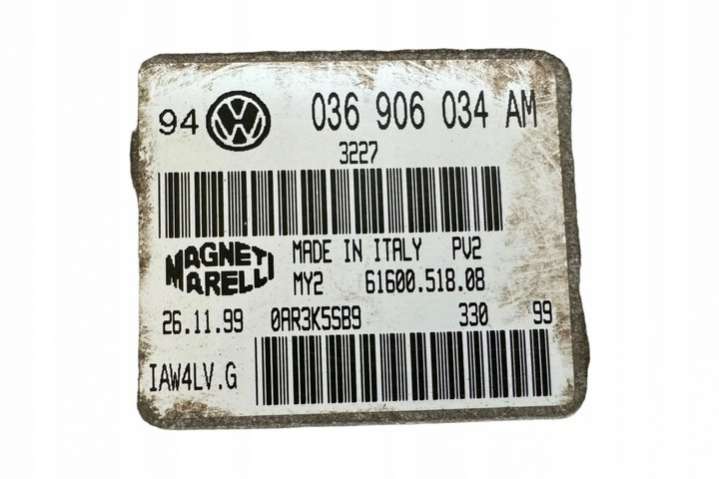 94 VW 036 906 034 AM
3227
MAGNETI MARELLI
MADE IN ITALY PV2
MY2 61600.518.08
26.11.99 0AR3K5SB9 330 99
IAW4LV.G